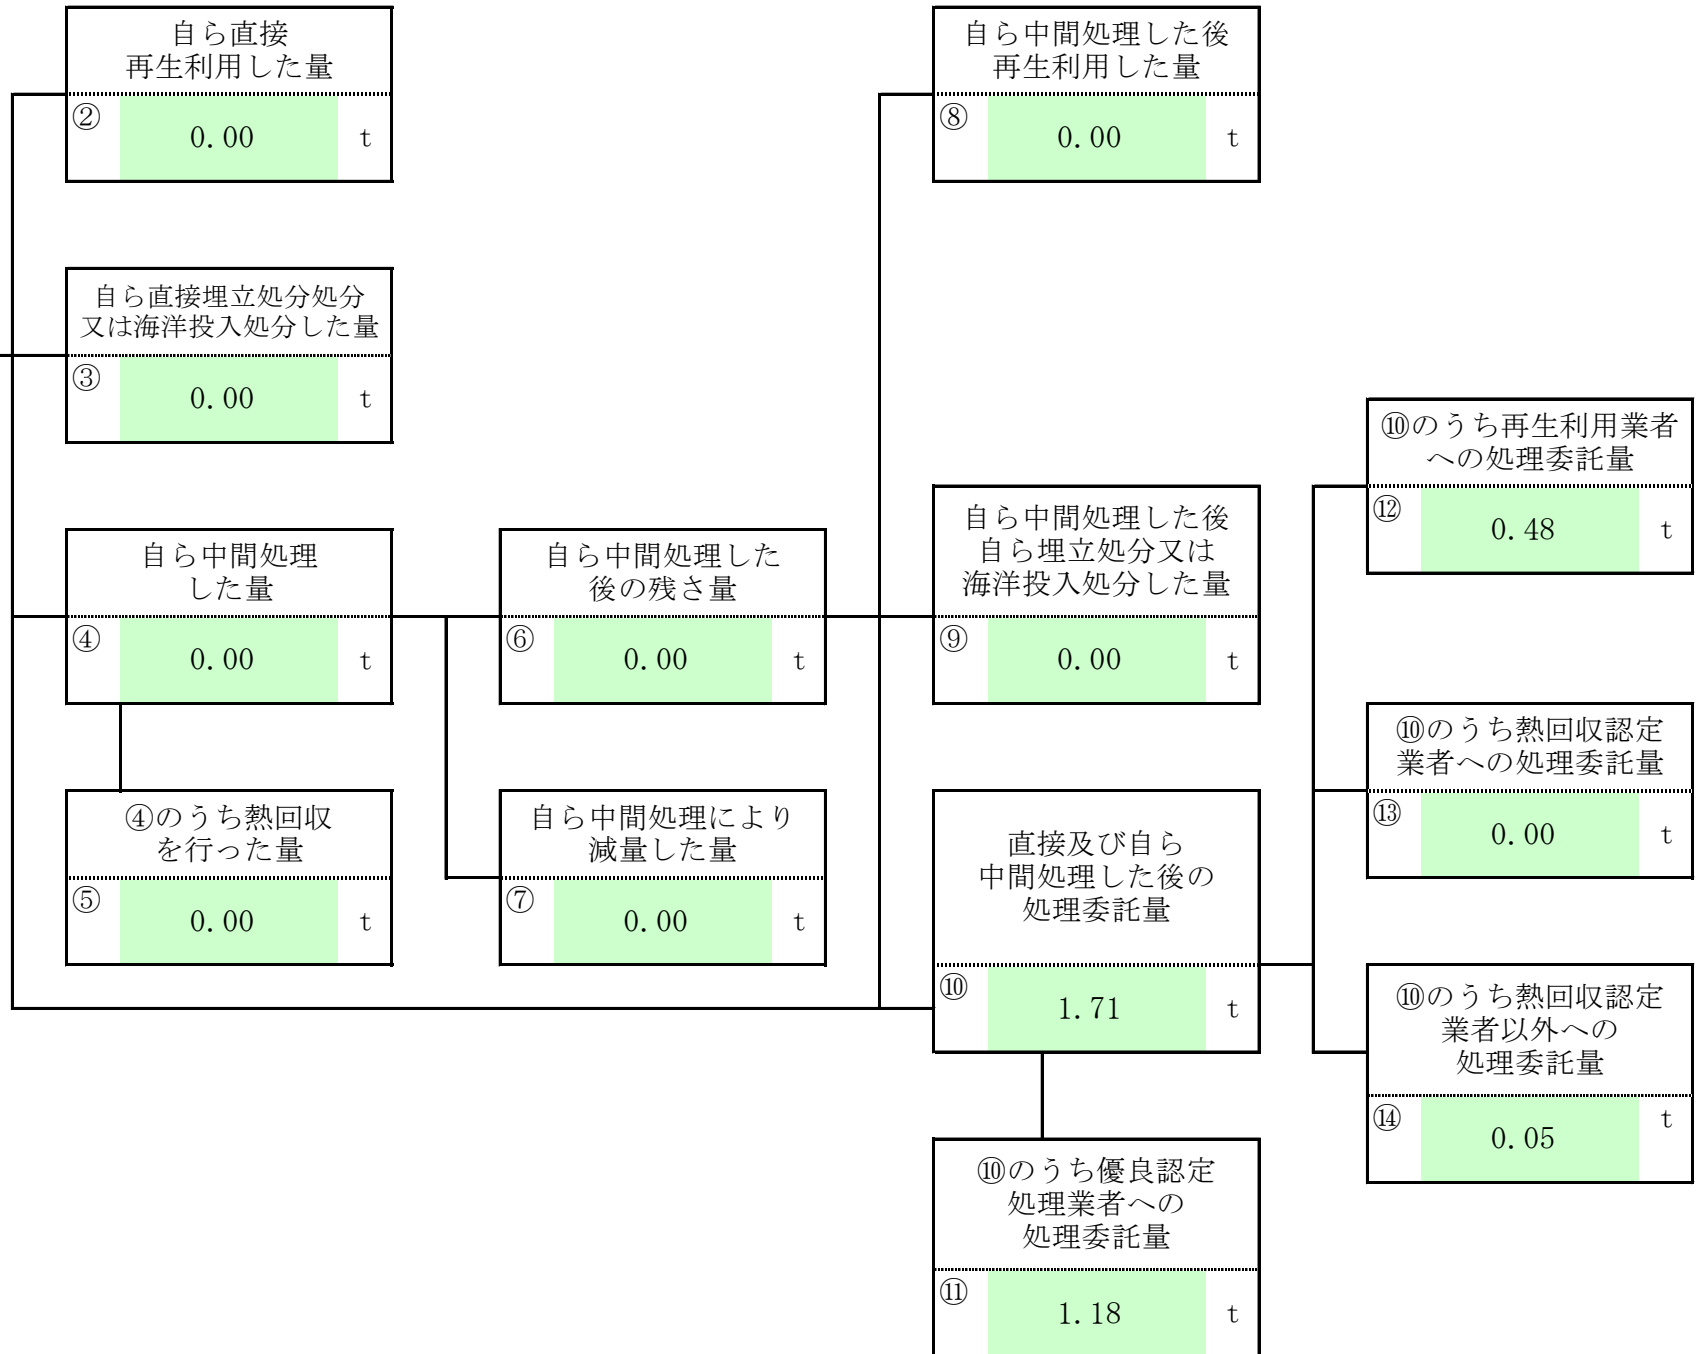 自ら直接
再生利用した量
②
0.00
t
自ら中間処理した後
再生利用した量
⑧
0.00
t
自ら直接埋立処分処分
又は海洋投入処分した量
③
0.00
t
⑩のうち再生利用業者
への処理委託量
⑫
0.48
t
自ら中間処理
した量
④
0.00
t
自ら中間処理した
後の残さ量
⑥
0.00
t
自ら中間処理した後
自ら埋立処分又は
海洋投入処分した量
⑨
0.00
t
⑩のうち熱回収認定
業者への処理委託量
⑬
0.00
t
④のうち熱回収
を行った量
⑤
0.00
t
自ら中間処理により
減量した量
⑦
0.00
t
直接及び自ら
中間処理した後の
処理委託量
⑩
1.71
t
⑩のうち熱回収認定
業者以外への
処理委託量
⑭
0.05
t
⑩のうち優良認定
処理業者への
処理委託量
⑪
1.18
t